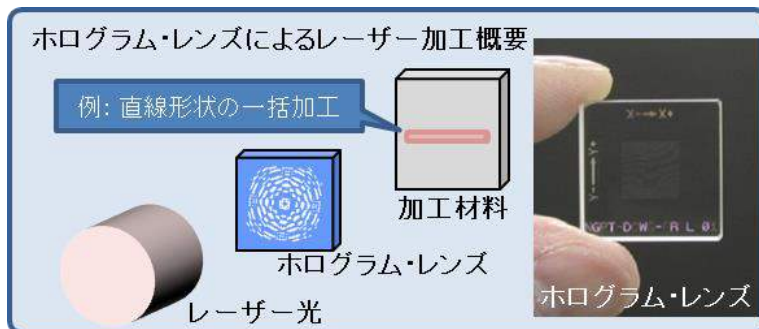 ホログラム・レンズによるレーザー加工概要
例: 直線形状の一括加工
加工材料
ホログラム・レンズ
レーザー光
X-→X+
Y-→Y+
ホログラム・レンズ